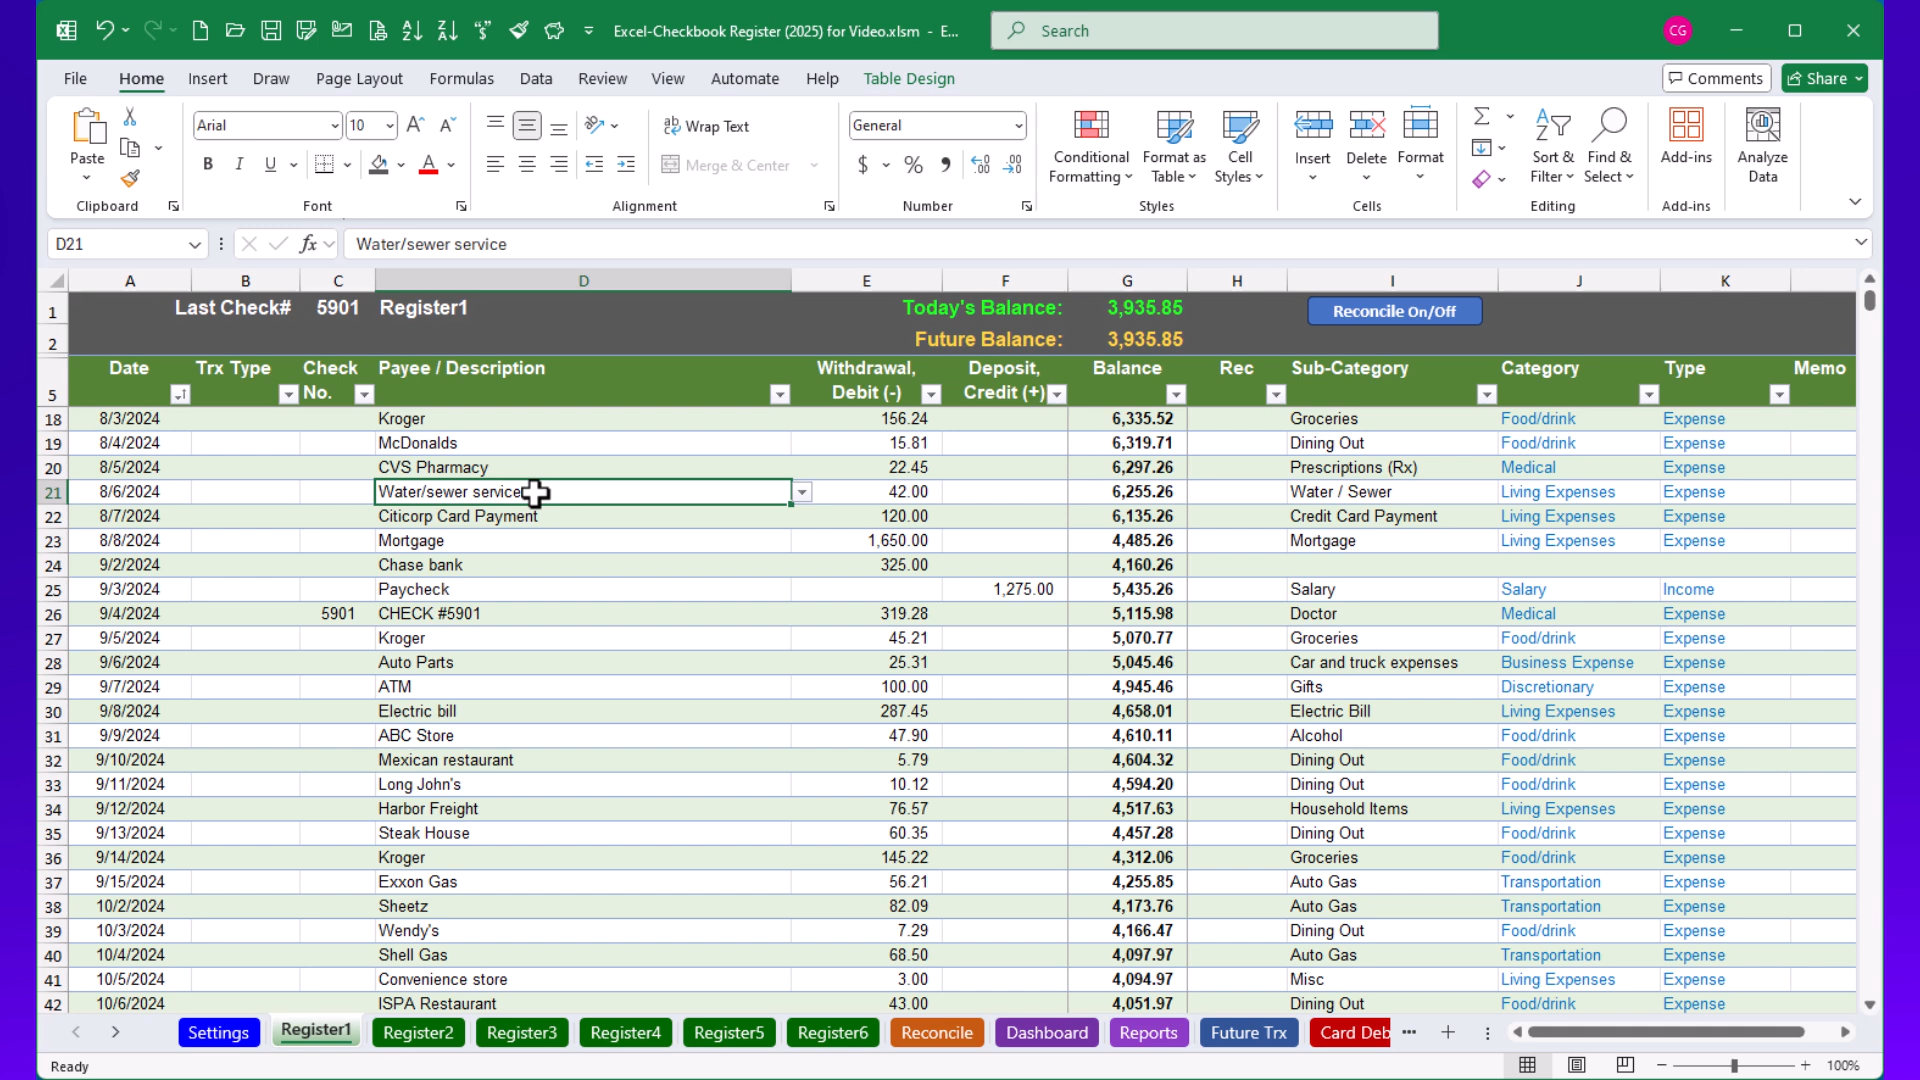 Excel-Checkbook Register (2025) for Video.xlsm - E...
Search
CG
File Home Insert Draw Page Layout Formulas Data Review View Automate Help Table Design
Comments Share
Arial 10
Wrap Text
General
Paste
Merge & Center
Conditional Formatting
Format as Table
Cell Styles
Insert Delete Format
Sort & Filter
Find & Select
Add-ins
Analyze Data
Clipboard Font Alignment Number Styles Cells Editing Add-ins
D21 fx Water/sewer service
A B C D E F G H I J K
1 Last Check# 5901 Register1 Today's Balance: 3,935.85 Reconcile On/Off
2 Future Balance: 3,935.85
5 Date Trx Type Check No. Payee / Description Withdrawal, Debit (-) Deposit, Credit (+) Balance Rec Sub-Category Category Type Memo
18 8/3/2024 Kroger 156.24 6,335.52 Groceries Food/drink Expense
19 8/4/2024 McDonalds 15.81 6,319.71 Dining Out Food/drink Expense
20 8/5/2024 CVS Pharmacy 22.45 6,297.26 Prescriptions (Rx) Medical Expense
21 8/6/2024 Water/sewer service 42.00 6,255.26 Water / Sewer Living Expenses Expense
22 8/7/2024 Citicorp Card Payment 120.00 6,135.26 Credit Card Payment Living Expenses Expense
23 8/8/2024 Mortgage 1,650.00 4,485.26 Mortgage Living Expenses Expense
24 9/2/2024 Chase bank 325.00 4,160.26
25 9/3/2024 Paycheck 1,275.00 5,435.26 Salary Salary Income
26 9/4/2024 5901 CHECK #5901 319.28 5,115.98 Doctor Medical Expense
27 9/5/2024 Kroger 45.21 5,070.77 Groceries Food/drink Expense
28 9/6/2024 Auto Parts 25.31 5,045.46 Car and truck expenses Business Expense Expense
29 9/7/2024 ATM 100.00 4,945.46 Gifts Discretionary Expense
30 9/8/2024 Electric bill 287.45 4,658.01 Electric Bill Living Expenses Expense
31 9/9/2024 ABC Store 47.90 4,610.11 Alcohol Food/drink Expense
32 9/10/2024 Mexican restaurant 5.79 4,604.32 Dining Out Food/drink Expense
33 9/11/2024 Long John's 10.12 4,594.20 Dining Out Food/drink Expense
34 9/12/2024 Harbor Freight 76.57 4,517.63 Household Items Living Expenses Expense
35 9/13/2024 Steak House 60.35 4,457.28 Dining Out Food/drink Expense
36 9/14/2024 Kroger 145.22 4,312.06 Groceries Food/drink Expense
37 9/15/2024 Exxon Gas 56.21 4,255.85 Auto Gas Transportation Expense
38 10/2/2024 Sheetz 82.09 4,173.76 Auto Gas Transportation Expense
39 10/3/2024 Wendy's 7.29 4,166.47 Dining Out Food/drink Expense
40 10/4/2024 Shell Gas 68.50 4,097.97 Auto Gas Transportation Expense
41 10/5/2024 Convenience store 3.00 4,094.97 Misc Living Expenses Expense
42 10/6/2024 ISPA Restaurant 43.00 4,051.97 Dining Out Food/drink Expense
Settings Register1 Register2 Register3 Register4 Register5 Register6 Reconcile Dashboard Reports Future Trx Card Deb ...
Ready 100%